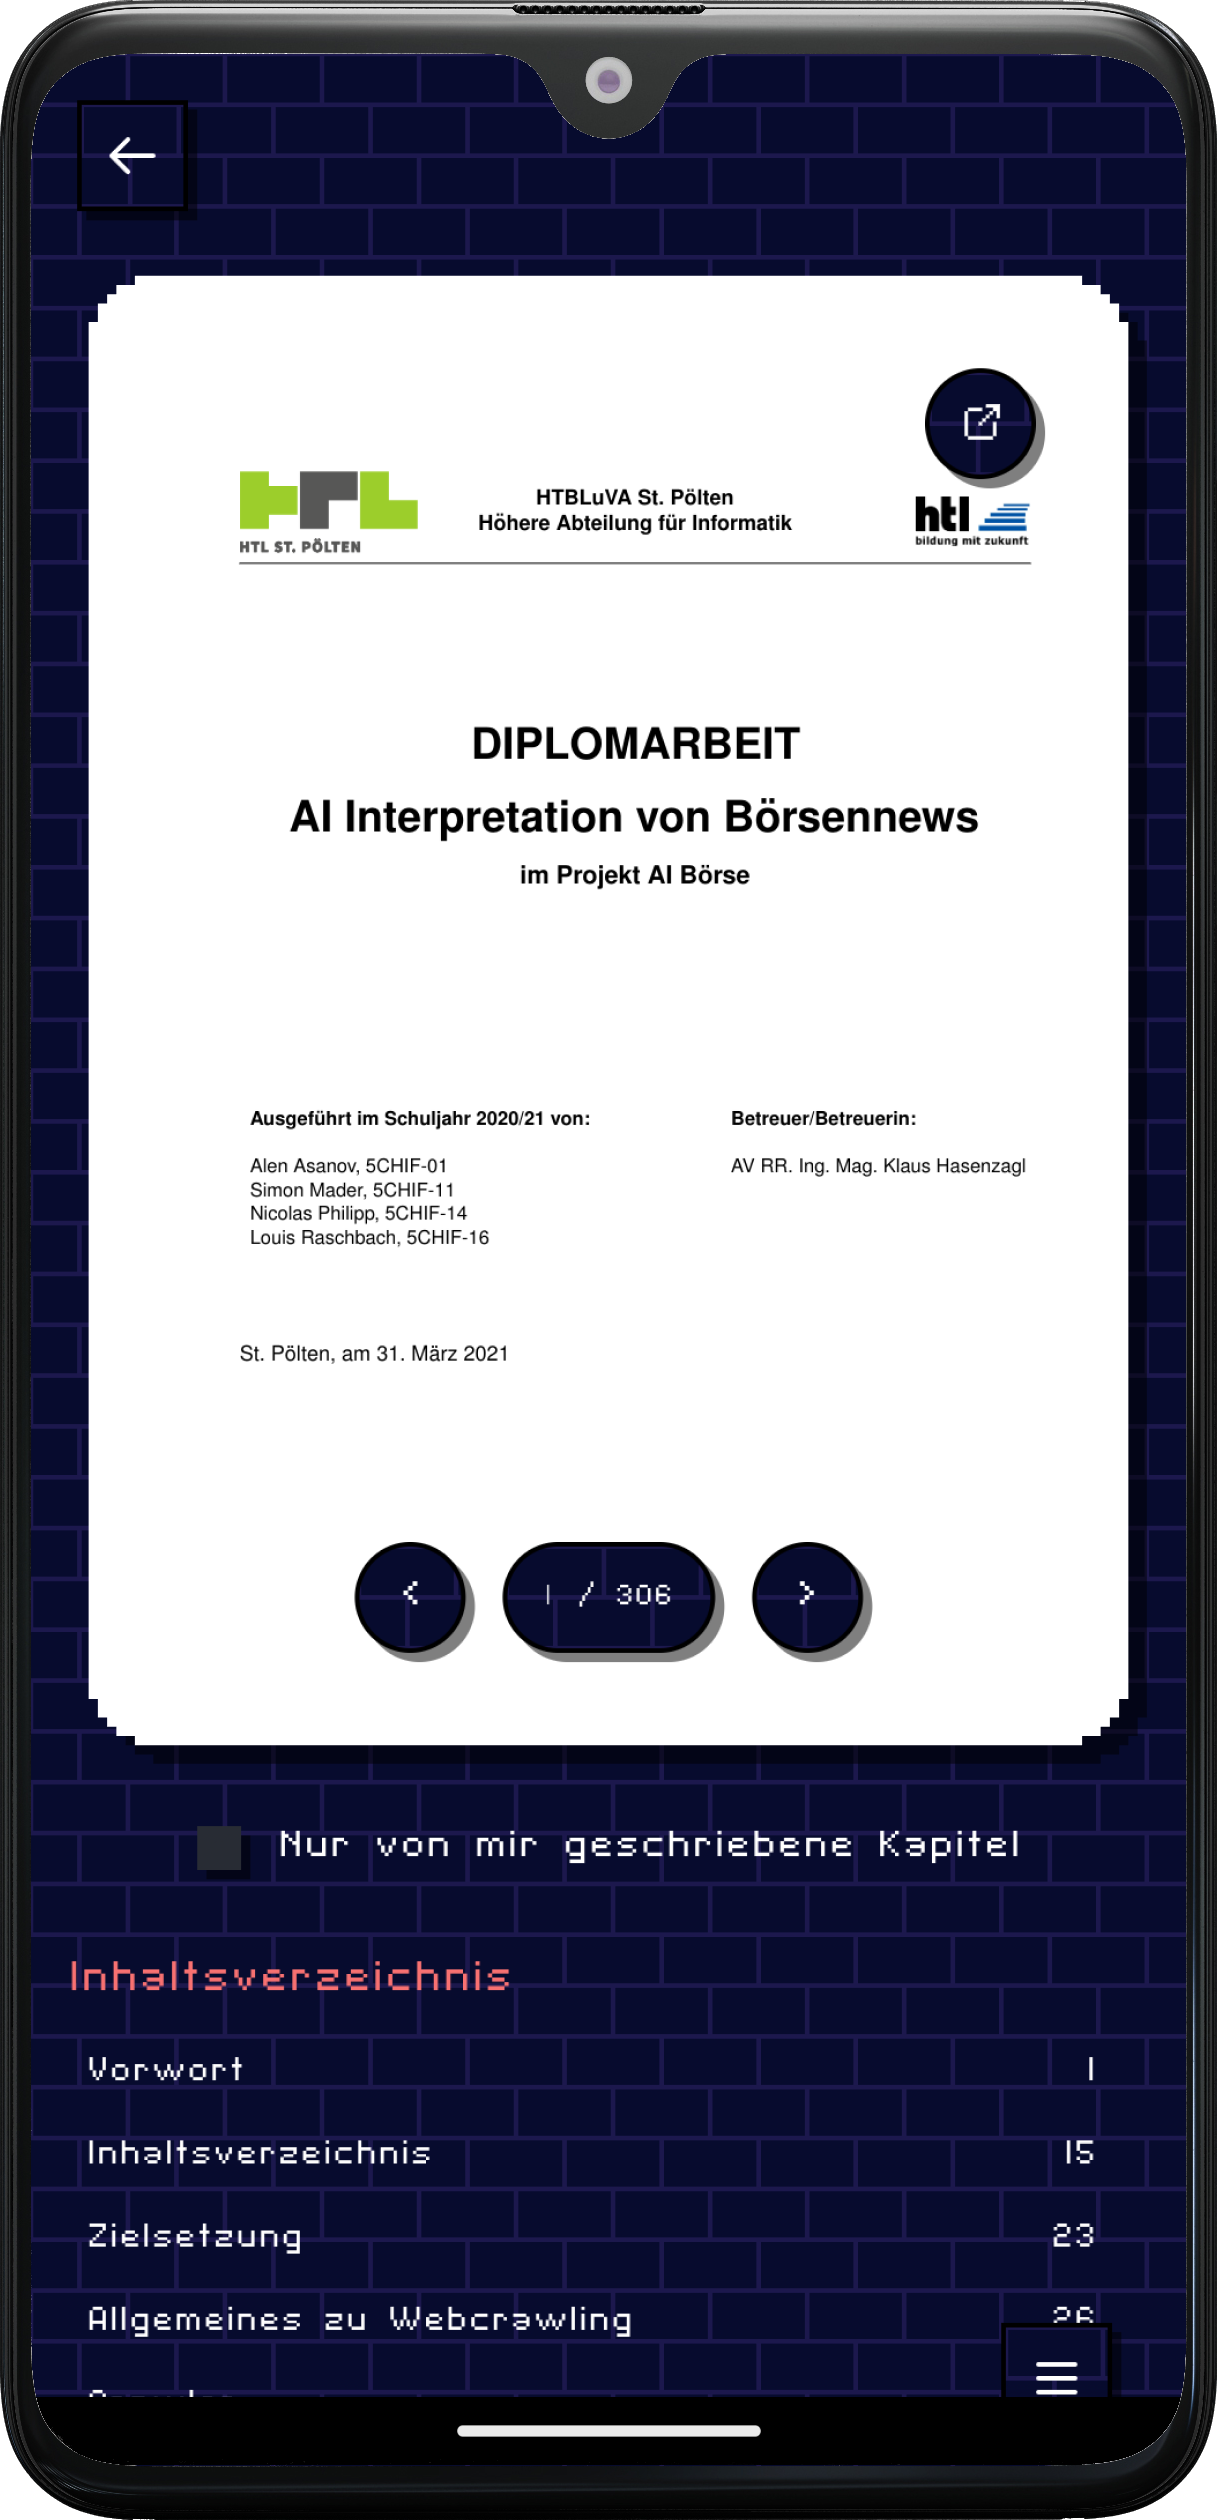 HTL ST. PÖLTEN
HTBLuVA St. Pölten
Höhere Abteilung für Informatik
htl
bildung mit zukunft
DIPLOMARBEIT
AI Interpretation von Börsennews
im Projekt AI Börse
Ausgeführt im Schuljahr 2020/21 von:
Alen Asanov, 5CHIF-01
Simon Mader, 5CHIF-11
Nicolas Philipp, 5CHIF-14
Louis Raschbach, 5CHIF-16
Betreuer/Betreuerin:
AV RR. Ing. Mag. Klaus Hasenzagl
St. Pölten, am 31. März 2021
< 1 / 306 >
Nur von mir geschriebene Kapitel
Inhaltsverzeichnis
Vorwort 1
Inhaltsverzeichnis 15
Zielsetzung 23
Allgemeines zu Webcrawling 26